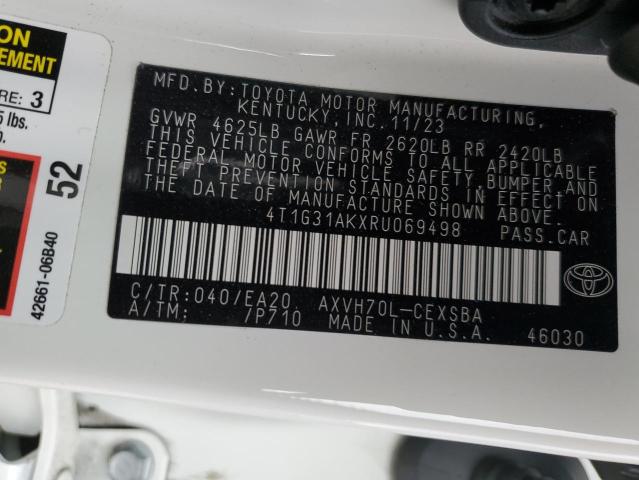 ON
EMENT
RE: 3
5 lbs.
52
42661-06B40
MFD.BY:TOYOTA MOTOR MANUFACTURING,
KENTUCKY, INC. 11/23
GVWR 4625LB GAWR FR 2620LB RR 2420LB
THIS VEHICLE CONFORMS TO ALL APPLICABLE
FEDERAL MOTOR VEHICLE SAFETY, BUMPER, AND
THEFT PREVENTION STANDARDS IN EFFECT ON
THE DATE OF MANUFACTURE SHOWN ABOVE.
4T1G31AKXRU069498 PASS.CAR
C/TR: 040/EA20 AXVH70L-CEXSBA
A/TM: /P710 MADE IN U.S.A. 46030
TOYOTA